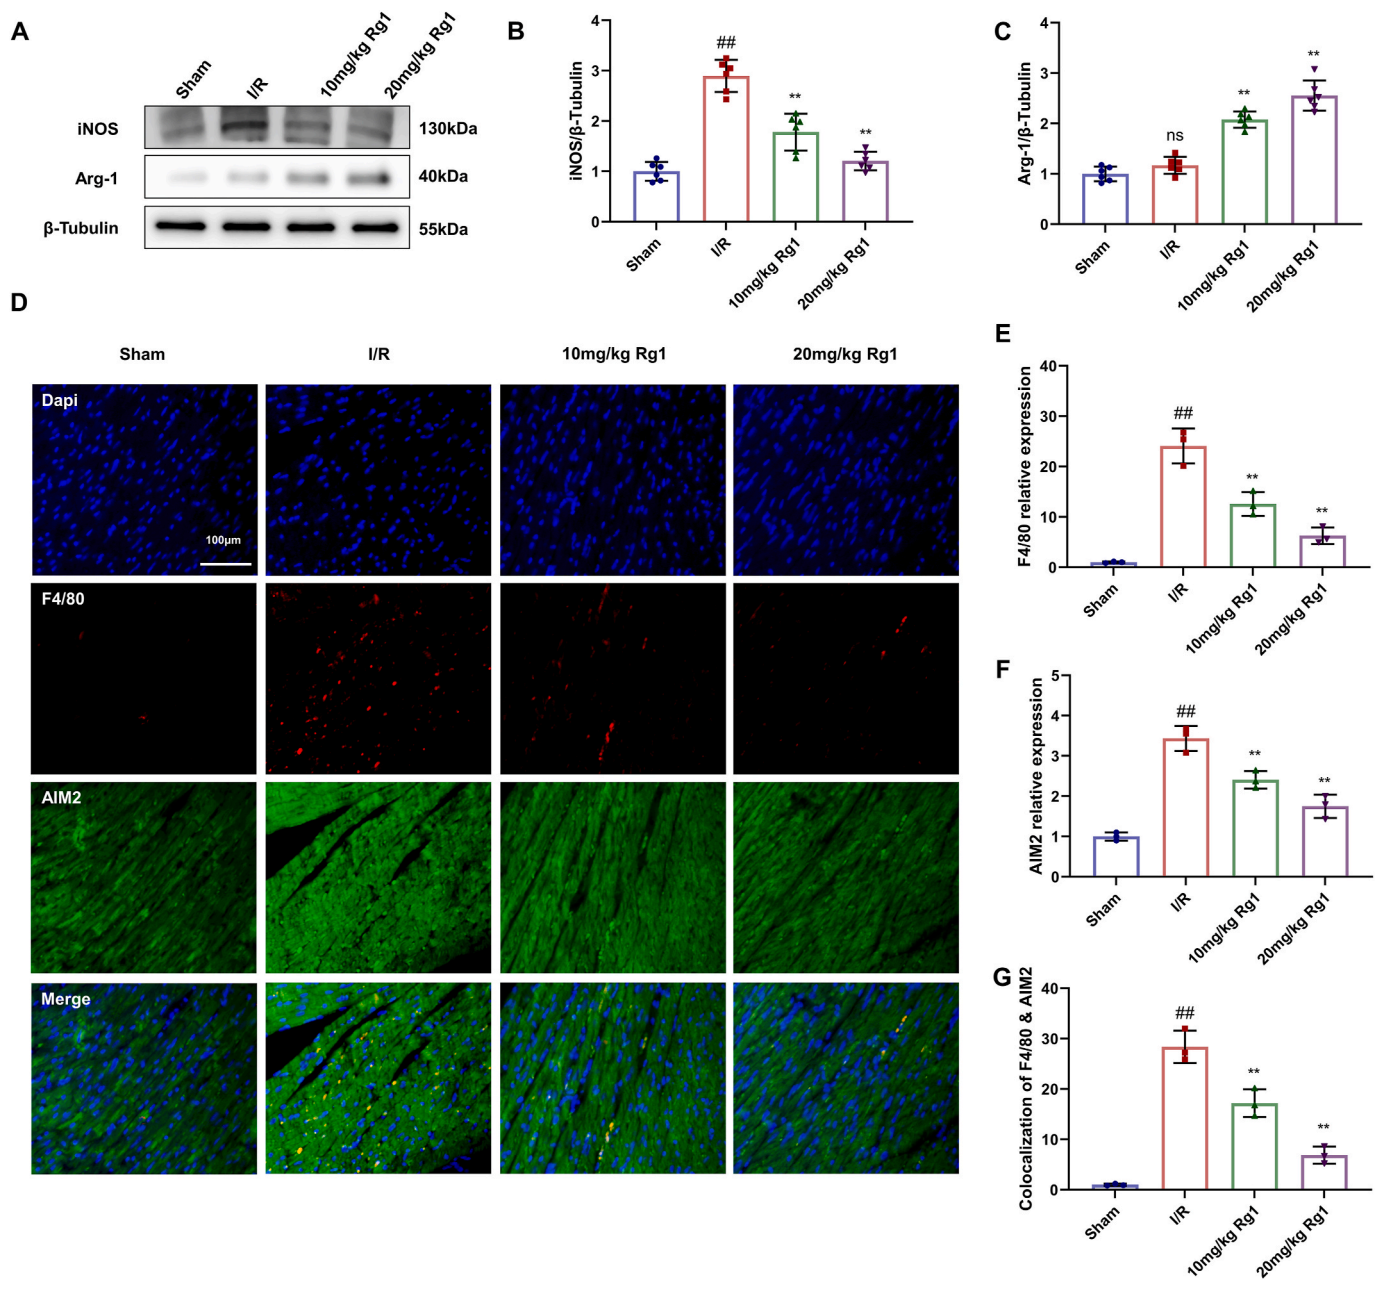 A
Sham
I/R
10mg/kg Rg1
20mg/kg Rg1
iNOS
130kDa
Arg-1
40kDa
β-Tubulin
55kDa
B
iNOS/β-Tubulin
4
3
2
1
0
##
**
**
Sham
I/R
10mg/kg Rg1
20mg/kg Rg1
C
Arg-1/β-Tubulin
4
3
2
1
0
ns
**
**
Sham
I/R
10mg/kg Rg1
20mg/kg Rg1
D
Sham
I/R
10mg/kg Rg1
20mg/kg Rg1
Dapi
100μm
F4/80
AIM2
Merge
E
F4/80 relative expression
40
30
20
10
0
##
**
**
Sham
I/R
10mg/kg Rg1
20mg/kg Rg1
F
AIM2 relative expression
5
4
3
2
1
0
##
**
**
Sham
I/R
10mg/kg Rg1
20mg/kg Rg1
G
Colocalization of F4/80 & AIM2
40
30
20
10
0
##
**
**
Sham
I/R
10mg/kg Rg1
20mg/kg Rg1